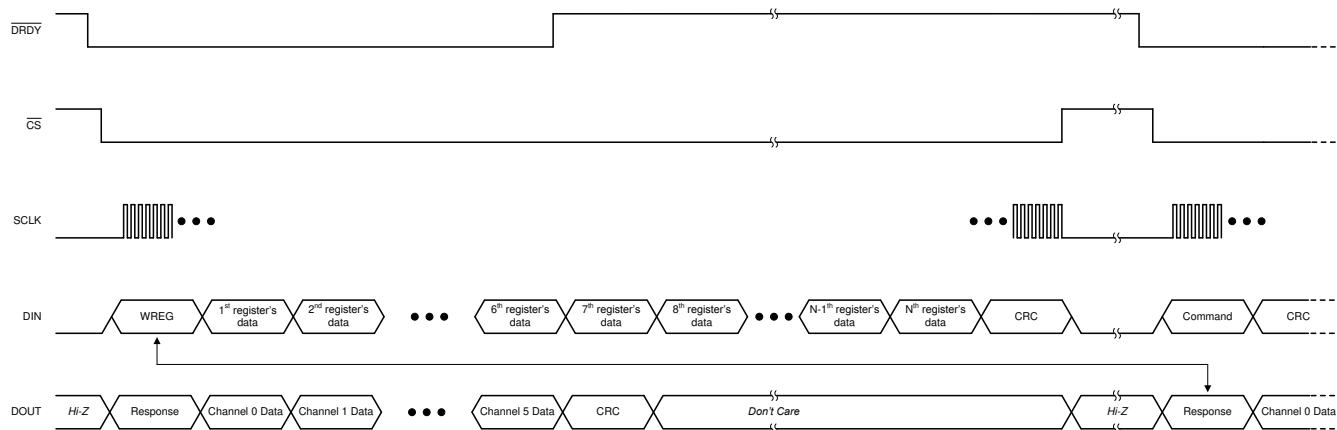 DRDY
CS
SCLK
DIN
WREG
1st register's
data
2nd register's
data
6th register's
data
7th register's
data
8th register's
data
N-1th register's
data
Nth register's
data
CRC
Command
CRC
DOUT
Hi-Z
Response
Channel 0 Data
Channel 1 Data
Channel 5 Data
CRC
Don't Care
Hi-Z
Response
Channel 0 Data